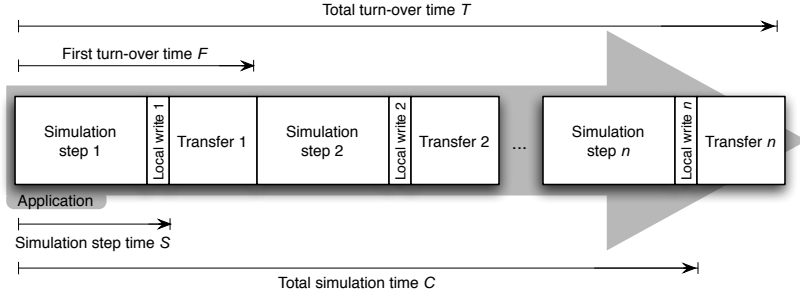 Total turn-over time T
First turn-over time F
Simulation
step 1
Local write 1
Transfer 1
Simulation
step 2
Local write 2
Transfer 2
...
Simulation
step n
Local write n
Transfer n
Application
Simulation step time S
Total simulation time C